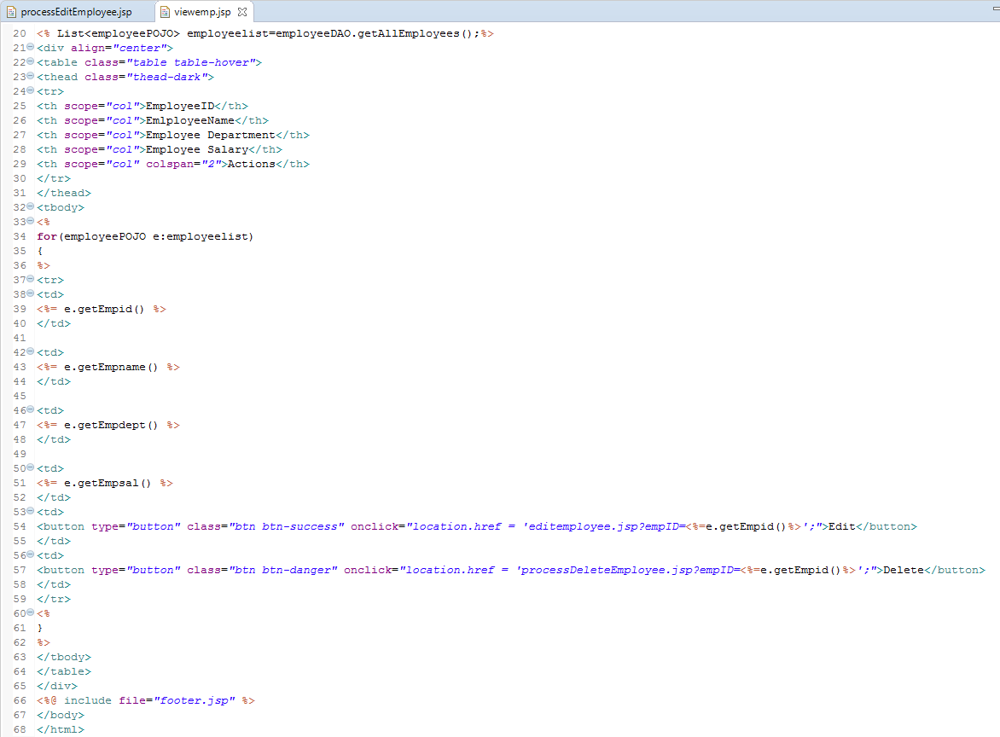 processEditEmployee.jsp viewemp.jsp
20 <% List<employeePOJO> employeelist=employeeDAO.getAllEmployees();%>
21 <div align="center">
22 <table class="table table-hover">
23 <thead class="thead-dark">
24 <tr>
25 <th scope="col">EmployeeID</th>
26 <th scope="col">EmlployeeName</th>
27 <th scope="col">Employee Department</th>
28 <th scope="col">Employee Salary</th>
29 <th scope="col" colspan="2">Actions</th>
30 </tr>
31 </thead>
32 <tbody>
33 <%
34 for(employeePOJO e:employeelist)
35 {
36 %>
37 <tr>
38 <td>
39 <%= e.getEmpid() %>
40 </td>
41
42 <td>
43 <%= e.getEmpname() %>
44 </td>
45
46 <td>
47 <%= e.getEmpdept() %>
48 </td>
49
50 <td>
51 <%= e.getEmpsal() %>
52 </td>
53 <td>
54 <button type="button" class="btn btn-success" onclick="location.href = 'editemployee.jsp?empID=<%=e.getEmpid()%>';">Edit</button>
55 </td>
56 <td>
57 <button type="button" class="btn btn-danger" onclick="location.href = 'processDeleteEmployee.jsp?empID=<%=e.getEmpid()%>';">Delete</button>
58 </td>
59 </tr>
60 <%
61 }
62 %>
63 </tbody>
64 </table>
65 </div>
66 <%@ include file="footer.jsp" %>
67 </body>
68 </html>